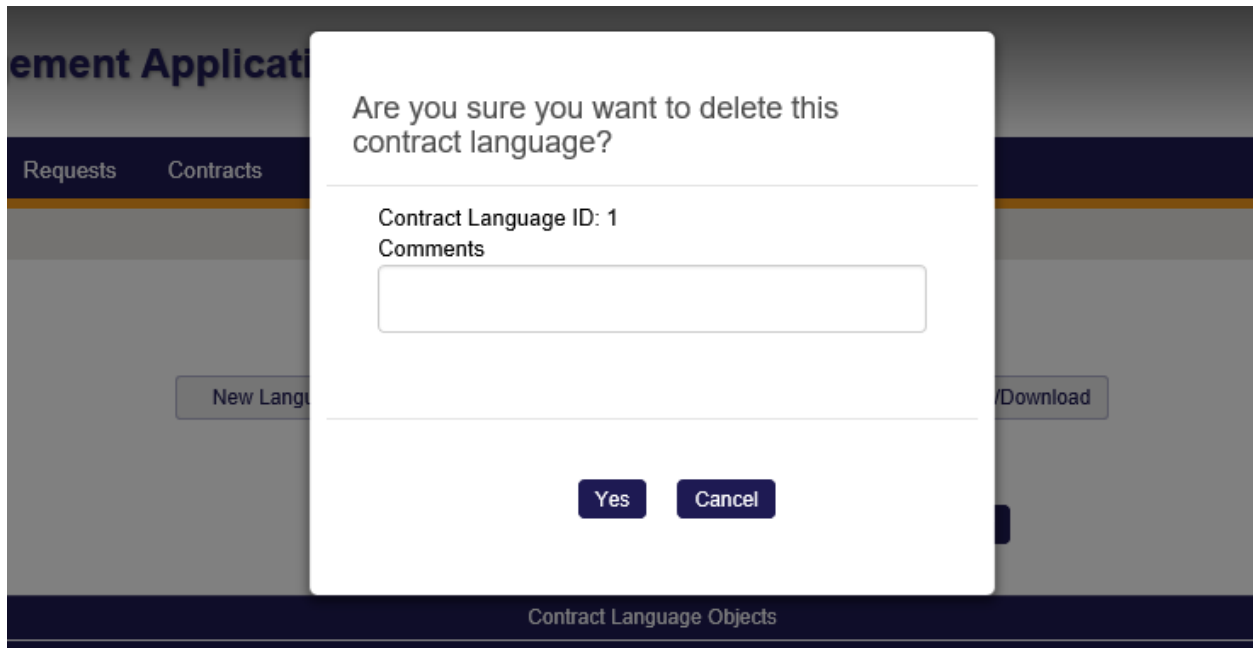 ement Applicati
Are you sure you want to delete this
contract language?
Requests Contracts
Contract Language ID: 1
Comments
New Langu
/Download
Yes Cancel
Contract Language Objects